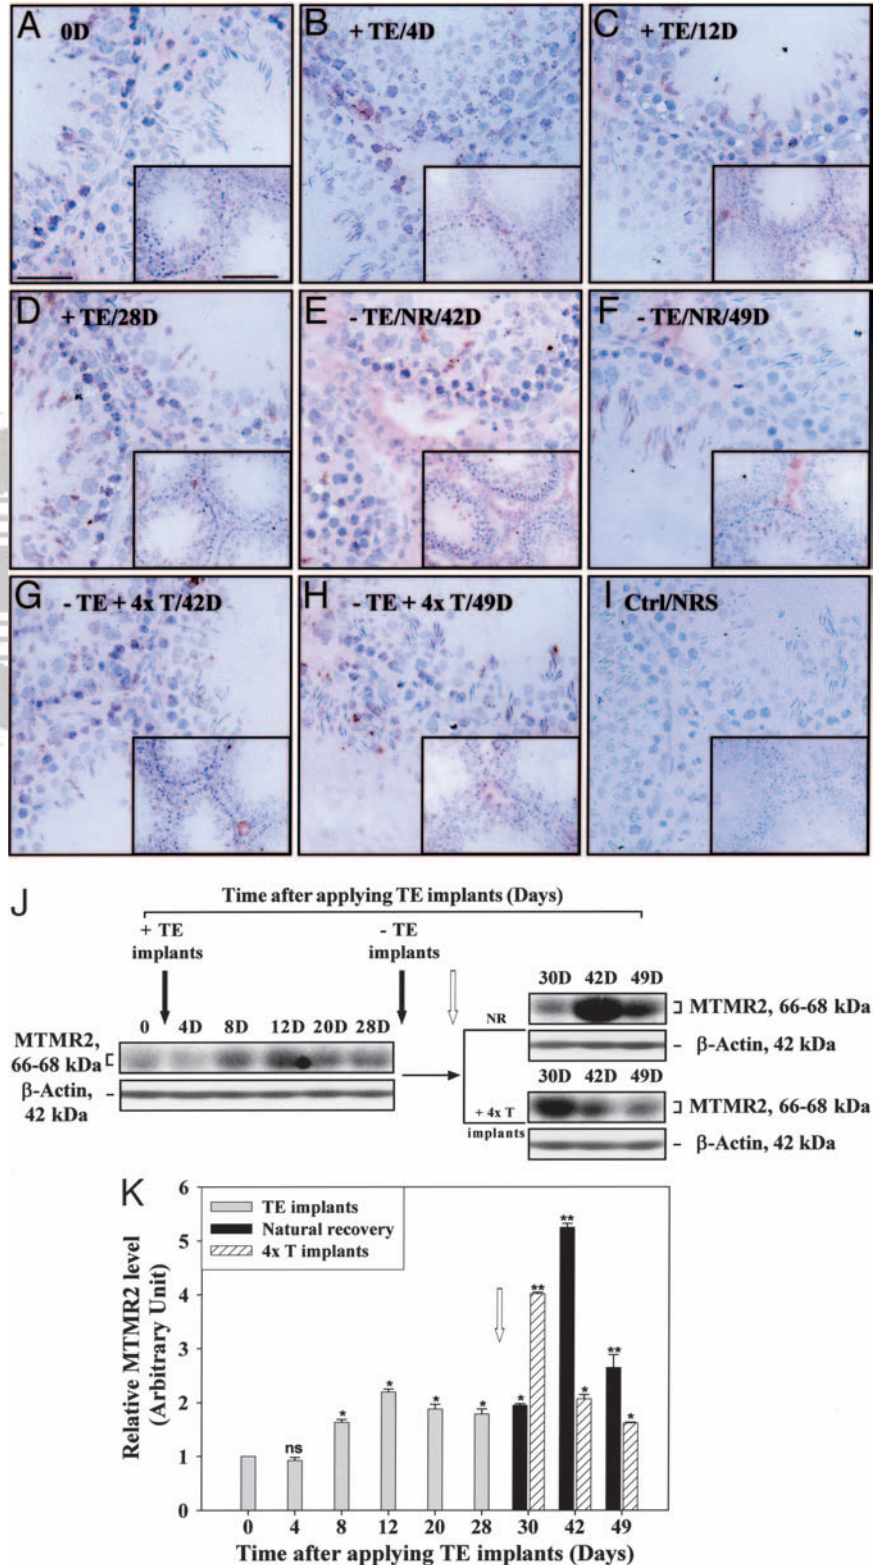 A 0D
B + TE/4D
C + TE/12D
D + TE/28D
E - TE/NR/42D
F - TE/NR/49D
G - TE + 4x T/42D
H - TE + 4x T/49D
I Ctrl/NRS
J
Time after applying TE implants (Days)
+ TE
implants
- TE
implants
0 4D 8D 12D 20D 28D
MTMR2,
66-68 kDa
β-Actin,
42 kDa
30D 42D 49D
NR
MTMR2, 66-68 kDa
β-Actin, 42 kDa
30D 42D 49D
+ 4x T
implants
MTMR2, 66-68 kDa
β-Actin, 42 kDa
K
Relative MTMR2 level
(Arbitrary Unit)
6
5
4
3
2
1
0
TE implants
Natural recovery
4x T implants
ns * * * * * ** ** * ** *
0 4 8 12 20 28 30 42 49
Time after applying TE implants (Days)